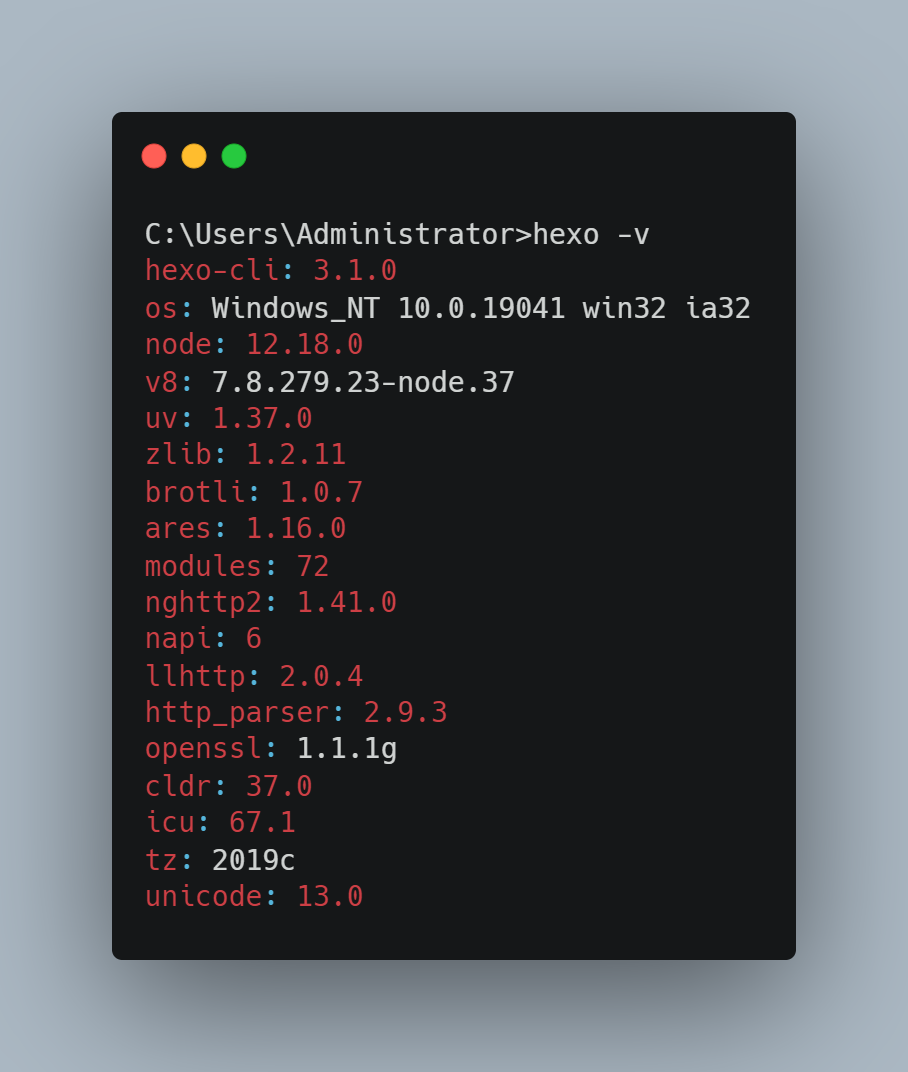 C:\Users\Administrator>hexo -v
hexo-cli: 3.1.0
os: Windows_NT 10.0.19041 win32 ia32
node: 12.18.0
v8: 7.8.279.23-node.37
uv: 1.37.0
zlib: 1.2.11
brotli: 1.0.7
ares: 1.16.0
modules: 72
nghttp2: 1.41.0
napi: 6
llhttp: 2.0.4
http_parser: 2.9.3
openssl: 1.1.1g
cldr: 37.0
icu: 67.1
tz: 2019c
unicode: 13.0